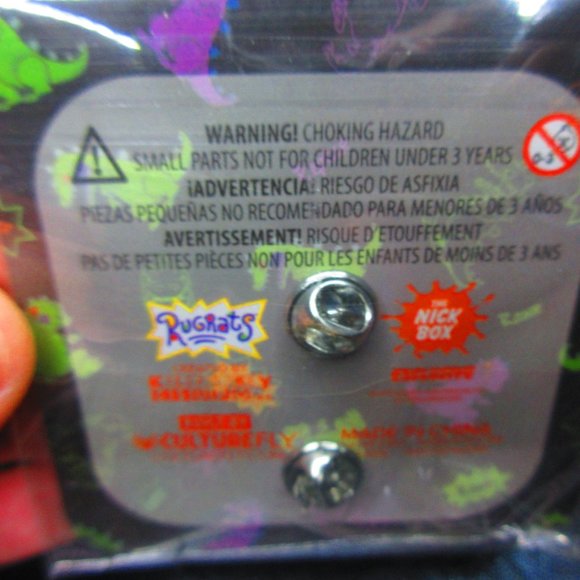 WARNING! CHOKING HAZARD
SMALL PARTS NOT FOR CHILDREN UNDER 3 YEARS
0-3
¡ADVERTENCIA! RIESGO DE ASFIXIA
PIEZAS PEQUEÑAS NO RECOMENDADO PARA MENORES DE 3 AÑOS
AVERTISSEMENT! RISQUE D'ETOUFFEMENT
PAS DE PETITES PIÈCES NON POUR LES ENFANTS DE MOINS DE 3 ANS
RUGRATS
THE
NICK
BOX
CULTUREFLY
MADE IN CHINA